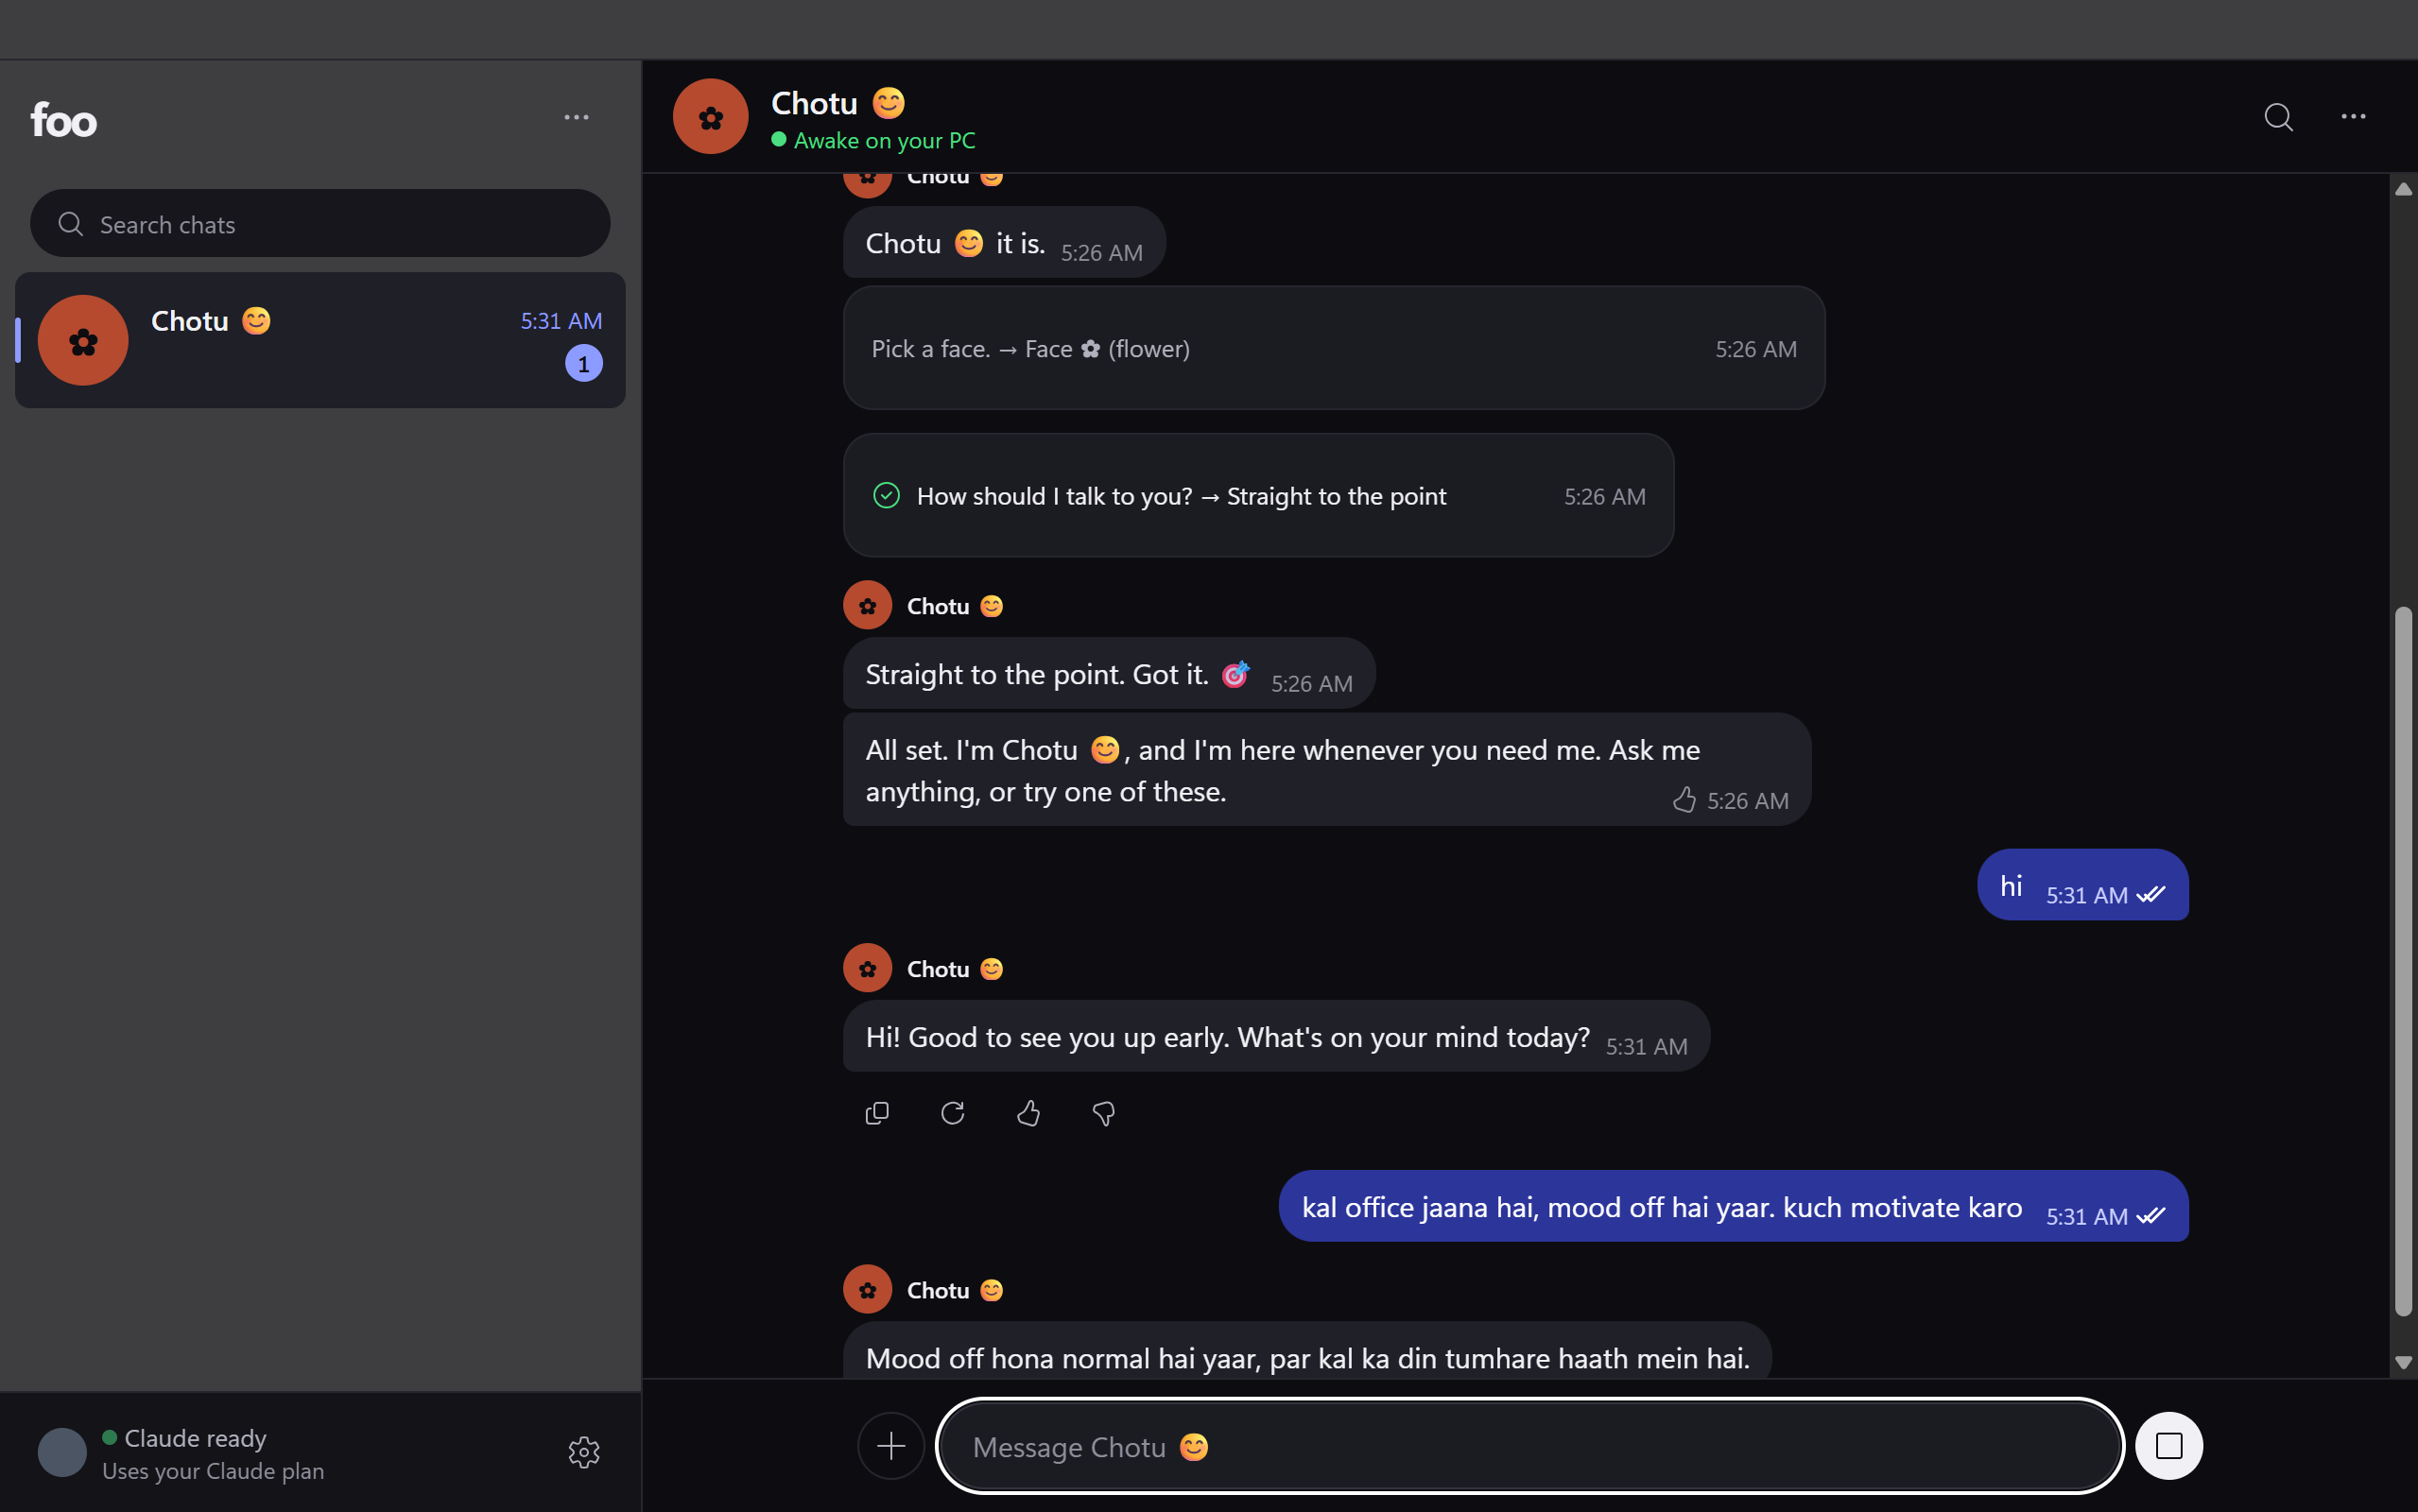 foo
Search chats
Chotu 😊
5:31 AM
1
Claude ready
Uses your Claude plan
Chotu 😊
Awake on your PC
Chotu 😊
Chotu 😊 it is. 5:26 AM
Pick a face. → Face ✿ (flower) 5:26 AM
How should I talk to you? → Straight to the point 5:26 AM
Chotu 😊
Straight to the point. Got it. 🎯 5:26 AM
All set. I'm Chotu 😊, and I'm here whenever you need me. Ask me
anything, or try one of these. 5:26 AM
hi 5:31 AM
Chotu 😊
Hi! Good to see you up early. What's on your mind today? 5:31 AM
kal office jaana hai, mood off hai yaar. kuch motivate karo 5:31 AM
Chotu 😊
Mood off hona normal hai yaar, par kal ka din tumhare haath mein hai.
Message Chotu 😊